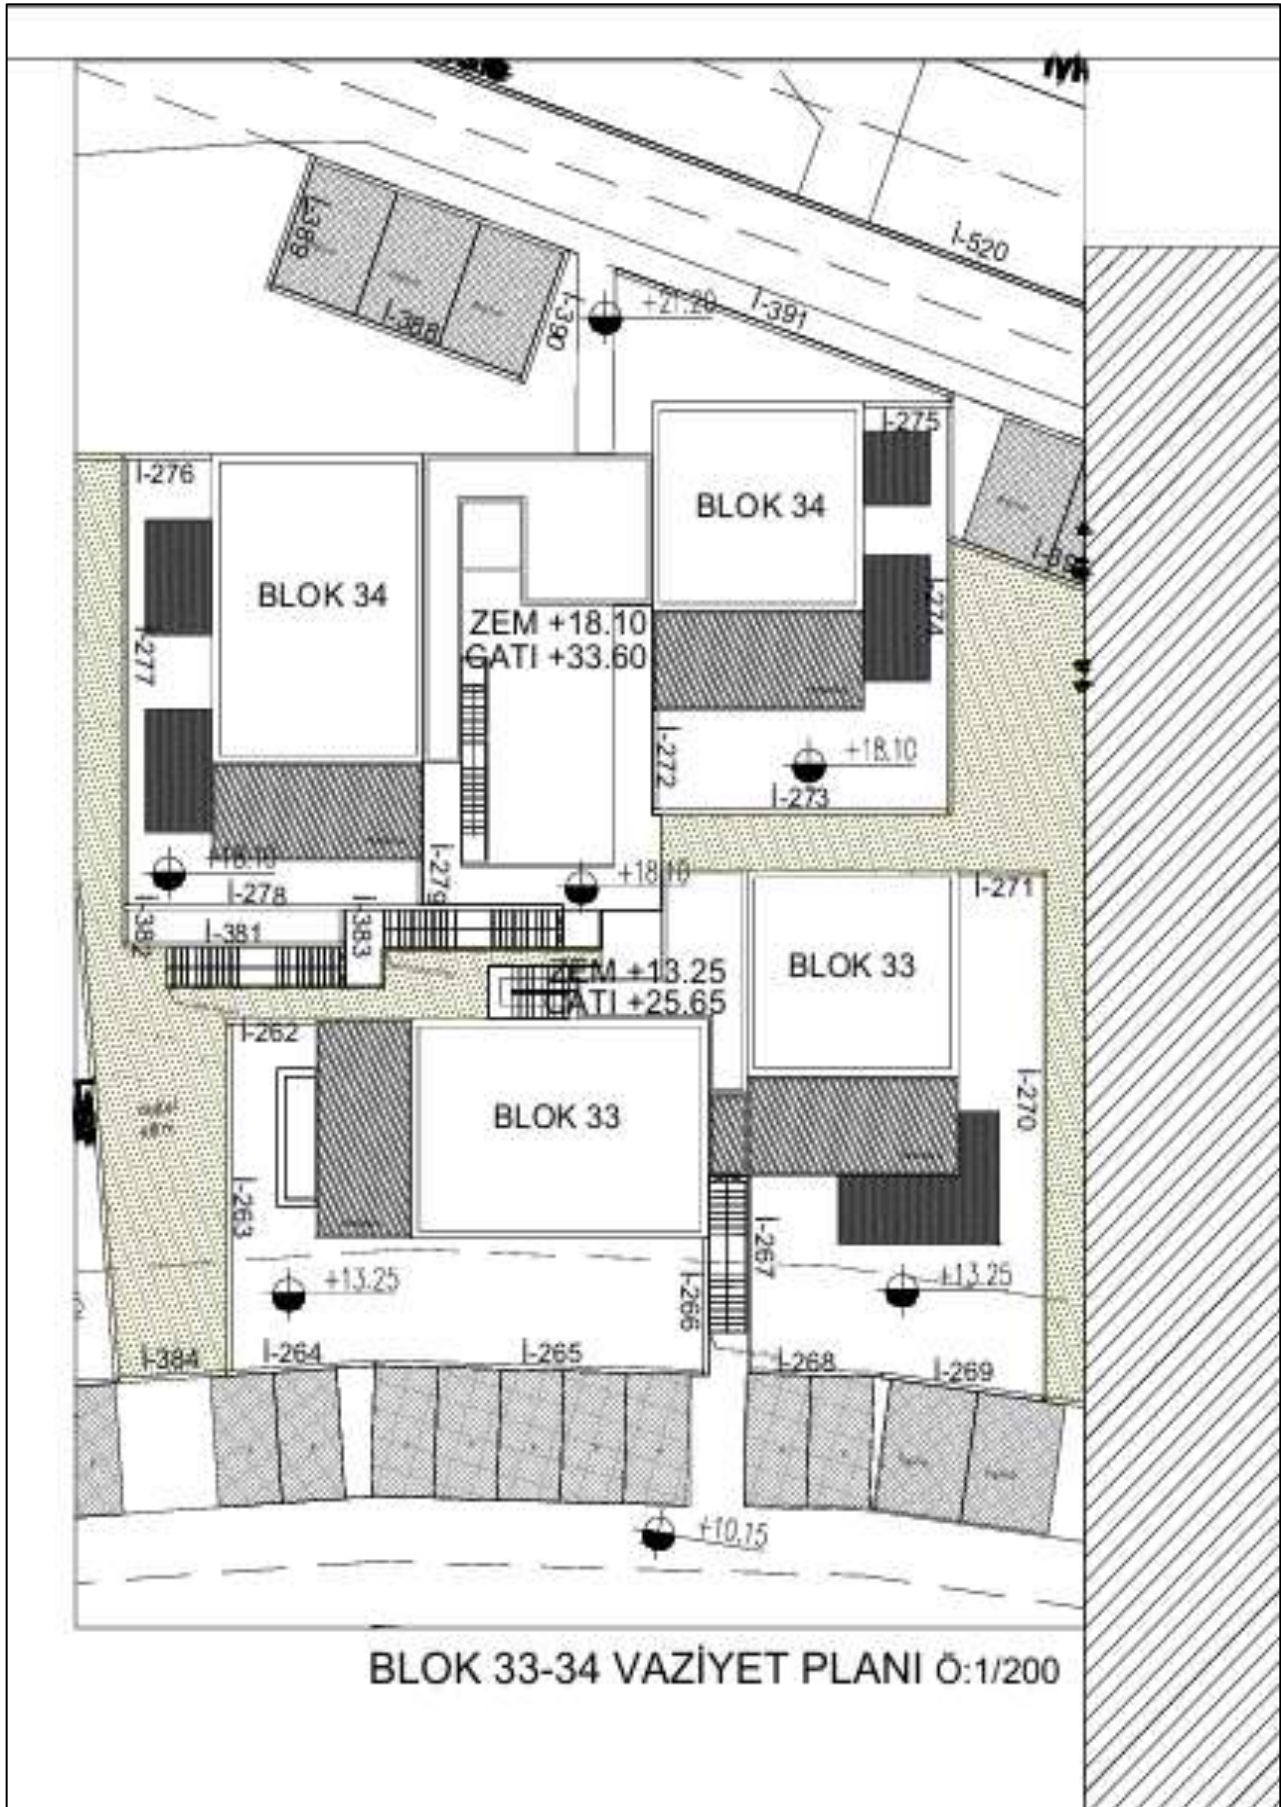 İ-520
İ-389
İ-388
İ-390
+21.20
İ-391
İ-275
İ-276
BLOK 34
BLOK 34
İ-274
ZEM +18.10
ÇATI +33.60
İ-277
İ-272
+18.10
İ-273
+18.10
İ-279
+18.10
İ-278
İ-271
İ-382
İ-381
İ-383
BLOK 33
ZEM +13.25
ÇATI +25.65
İ-262
BLOK 33
İ-270
İ-263
İ-267
+13.25
İ-266
+13.25
İ-384
İ-264
İ-265
İ-268
İ-269
+10.15
BLOK 33-34 VAZİYET PLANI Ö:1/200